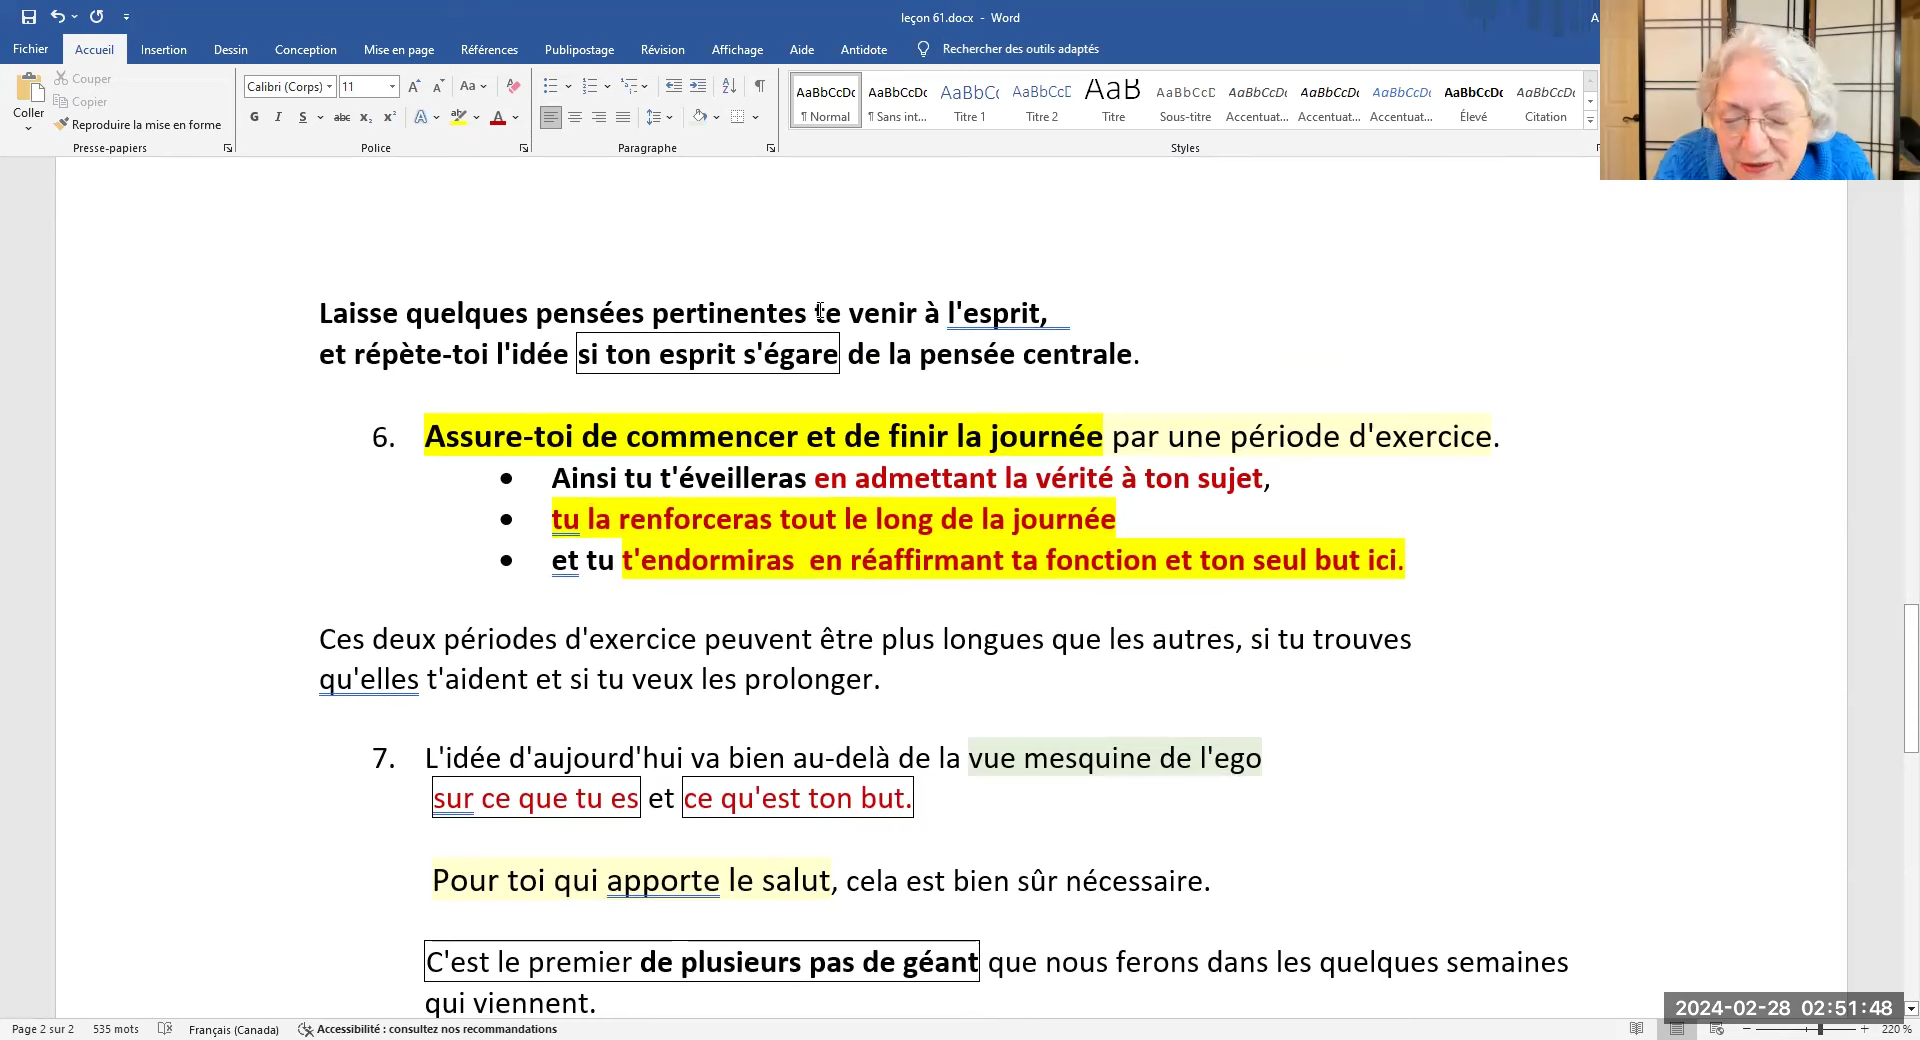 leçon 61.docx - Word
Fichier Accueil Insertion Dessin Conception Mise en page Références Publipostage Révision Affichage Aide Antidote Rechercher des outils adaptés
Coller
Couper
Copier
Reproduire la mise en forme
Presse-papiers
Calibri (Corps) 11
Police
Paragraphe
AaBbCcDc AaBbCcDc AaBbCc AaBbCcD AaB AaBbCcD AaBbCcDc AaBbCcDc AaBbCcDc AaBbCcDc AaBbCcDc
¶ Normal ¶ Sans int... Titre 1 Titre 2 Titre Sous-titre Accentuat... Accentuat... Accentuat... Élevé Citation
Styles
Laisse quelques pensées pertinentes te venir à l'esprit,
et répète-toi l'idée si ton esprit s'égare de la pensée centrale.
6. Assure-toi de commencer et de finir la journée par une période d'exercice.
• Ainsi tu t'éveilleras en admettant la vérité à ton sujet,
• tu la renforceras tout le long de la journée
• et tu t'endormiras en réaffirmant ta fonction et ton seul but ici.
Ces deux périodes d'exercice peuvent être plus longues que les autres, si tu trouves
qu'elles t'aident et si tu veux les prolonger.
7. L'idée d'aujourd'hui va bien au-delà de la vue mesquine de l'ego
sur ce que tu es et ce qu'est ton but.
Pour toi qui apporte le salut, cela est bien sûr nécessaire.
C'est le premier de plusieurs pas de géant que nous ferons dans les quelques semaines
qui viennent.
2024-02-28 02:51:48
Page 2 sur 2 535 mots Français (Canada) Accessibilité : consultez nos recommandations 220 %